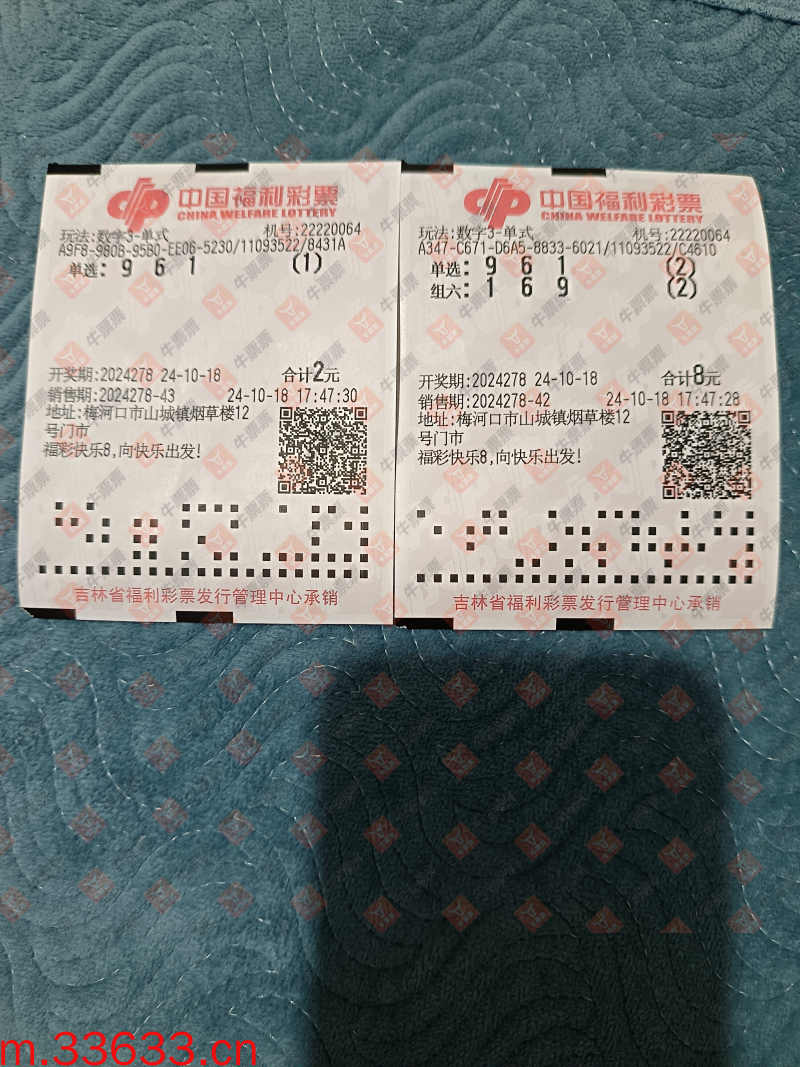 中国福利彩票
CHINA WELFARE LOTTERY
玩法:数字3-单式 机号:22220064
A9F8-980B-95B0-EE06-5230/11093522/8431A
单选: 9 6 1 (1)
开奖期:2024278 24-10-18 合计2元
销售期:2024278-43 24-10-18 17:47:30
地址:梅河口市山城镇烟草楼12
号门市
福彩快乐8,向快乐出发!
吉林省福利彩票发行管理中心承销
中国福利彩票
CHINA WELFARE LOTTERY
玩法:数字3-单式 机号:22220064
A347-C671-D6A5-8833-6021/11093522/C4610
单选: 9 6 1 (2)
组六: 1 6 9 (2)
开奖期:2024278 24-10-18 合计8元
销售期:2024278-42 24-10-18 17:47:28
地址:梅河口市山城镇烟草楼12
号门市
福彩快乐8,向快乐出发!
吉林省福利彩票发行管理中心承销
牛票票
m.33633.cn